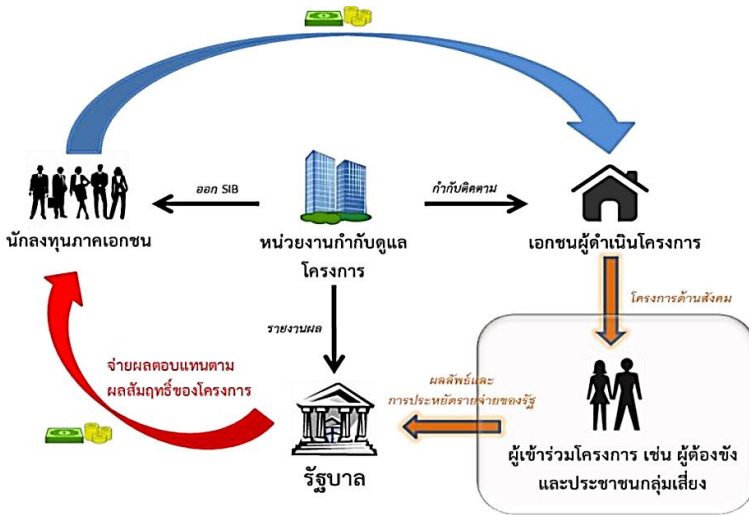 ออก SIB
กำกับติดตาม
นักลงทุนภาคเอกชน
หน่วยงานกำกับดูแล
โครงการ
เอกชนผู้ดำเนินโครงการ
โครงการด้านสังคม
รายงานผล
จ่ายผลตอบแทนตาม
ผลสัมฤทธิ์ของโครงการ
ผลลัพธ์และ
การประหยัดรายจ่ายของรัฐ
รัฐบาล
ผู้เข้าร่วมโครงการ เช่น ผู้ต้องขัง
และประชาชนกลุ่มเสี่ยง